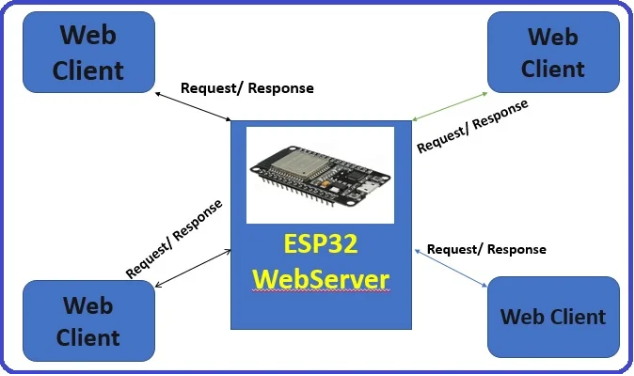 Web
Client
Web
Client
Request/ Response
Request/ Response
ESP32
WebServer
Request/ Response
Request/ Response
Web
Client
Web Client